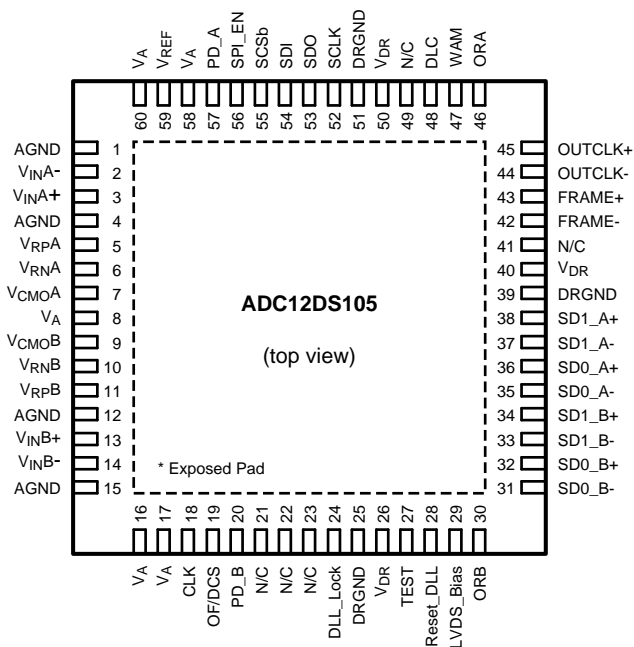 VA
VREF
VA
PD_A
SPI_EN
SCSb
SDI
SDO
SCLK
DRGND
VDR
N/C
DLC
WAM
ORA
60
59
58
57
56
55
54
53
52
51
50
49
48
47
46
AGND 1
VINA- 2
VINA+ 3
AGND 4
VRPA 5
VRNA 6
VCMOA 7
VA 8
VCMOB 9
VRNB 10
VRPB 11
AGND 12
VINB+ 13
VINB- 14
AGND 15
ADC12DS105
(top view)
* Exposed Pad
45 OUTCLK+
44 OUTCLK-
43 FRAME+
42 FRAME-
41 N/C
40 VDR
39 DRGND
38 SD1_A+
37 SD1_A-
36 SD0_A+
35 SD0_A-
34 SD1_B+
33 SD1_B-
32 SD0_B+
31 SD0_B-
16
17
18
19
20
21
22
23
24
25
26
27
28
29
30
VA
VA
CLK
OF/DCS
PD_B
N/C
N/C
N/C
DLL_Lock
DRGND
VDR
TEST
Reset_DLL
LVDS_Bias
ORB